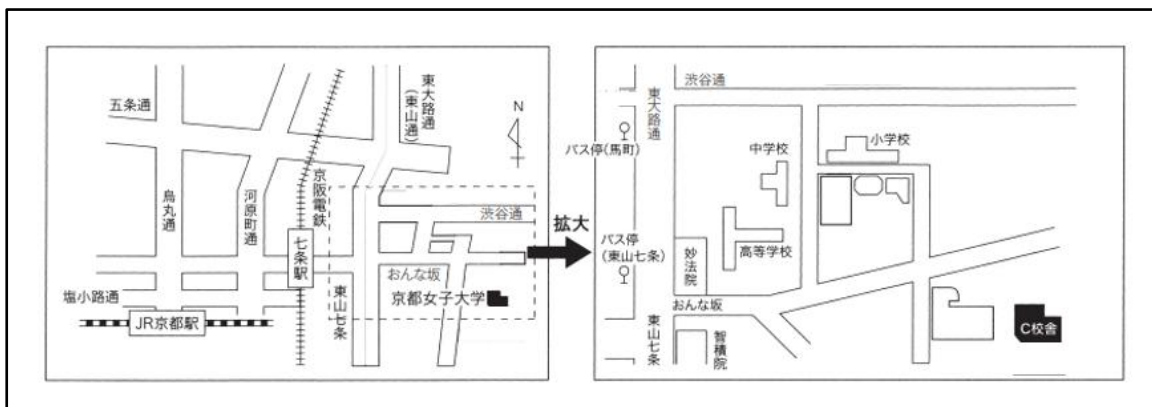 五条通
烏丸通
河原町通
京阪電鉄
七条駅
東大路通
(東山通)
N
渋谷通
おんな坂
京都女子大学
塩小路通
JR京都駅
東山七条
拡大
渋谷通
東大路通
バス停(馬町)
中学校
小学校
高等学校
バス停
(東山七条)
妙法院
おんな坂
東山七条
智積院
C校舎